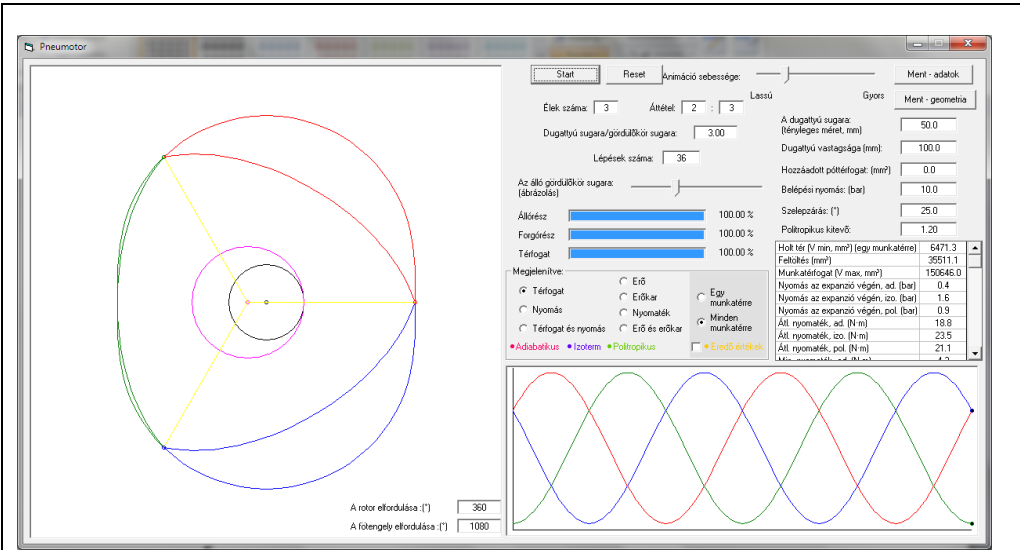 Pneumotor
Start Reset Animáció sebessége: Lassú Gyors Ment - adatok
Ment - geometria
Élek száma: 3 Áttétel: 2 : 3
Dugattyú sugara/gördülőkör sugara: 3.00
Lépések száma: 36
Az álló gördülőkör sugara:
(ábrázolás)
Állórész 100.00 %
Forgórész 100.00 %
Térfogat 100.00 %
A dugattyú sugara:
(tényleges méret, mm) 50.0
Dugattyú vastagsága (mm): 100.0
Hozzáadott póttérfogat: (mm³) 0.0
Belépési nyomás: (bar) 10.0
Szelepzárás: (°) 25.0
Politropikus kitevő: 1.20
Megjelenítve:
Térfogat
Nyomás
Térfogat és nyomás
Erő
Erőkar
Nyomaték
Erő és erőkar
Egy
munkatérre
Minden
munkatérre
Adiabatikus Izoterm Politropikus Eredő értékek
Holt tér (V min, mm³) (egy munkatérre) 6471.3
Feltöltés (mm³) 35511.1
Munkatérfogat (V max, mm³) 150646.0
Nyomás az expanzió végén, ad. (bar) 0.4
Nyomás az expanzió végén, izo. (bar) 1.6
Nyomás az expanzió végén, pol. (bar) 0.9
Átl. nyomaték, ad. (N·m) 18.8
Átl. nyomaték, izo. (N·m) 23.5
Átl. nyomaték, pol. (N·m) 21.1
A rotor elfordulása :(°) 360
A főtengely elfordulása :(°) 1080